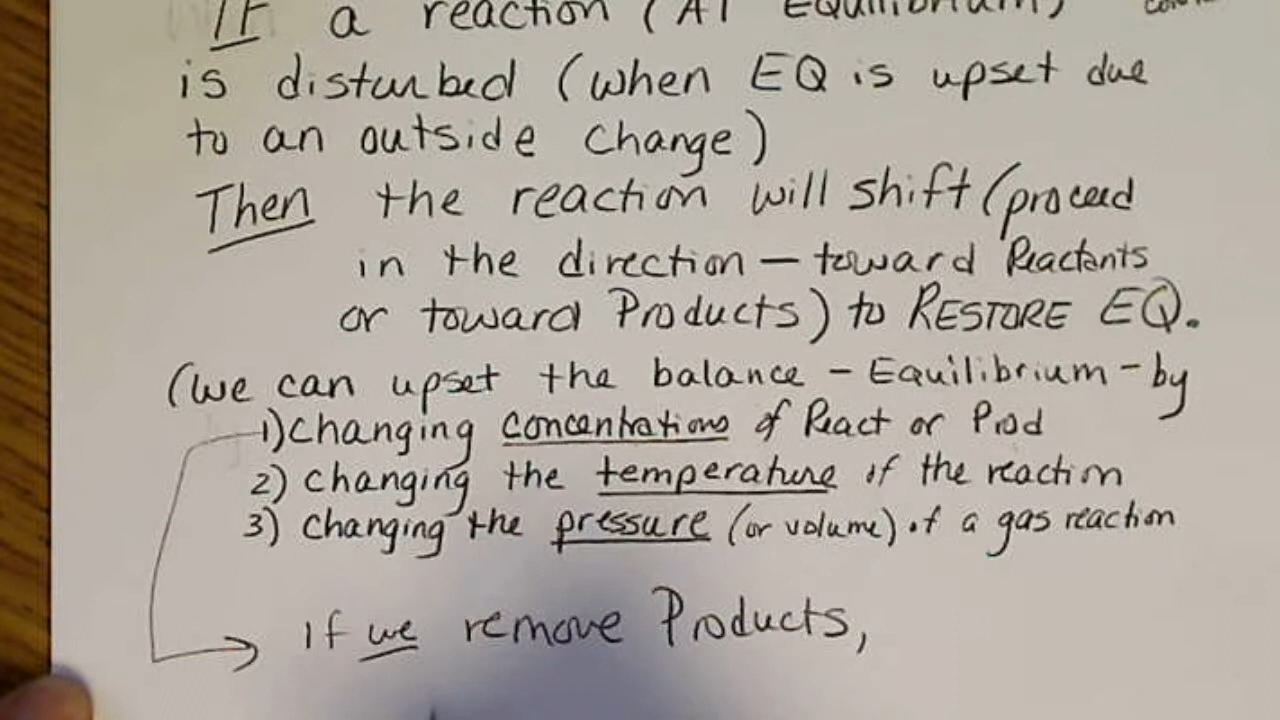 If a reaction (AT Equilibrium)
is disturbed (when EQ is upset due
to an outside change)
Then the reaction will shift (proceed
in the direction — toward Reactants
or toward Products) to RESTORE EQ.
(we can upset the balance - Equilibrium - by
1) changing concentrations of React or Prod
2) changing the temperature of the reaction
3) changing the pressure (or volume) of a gas reaction
If we remove Products,